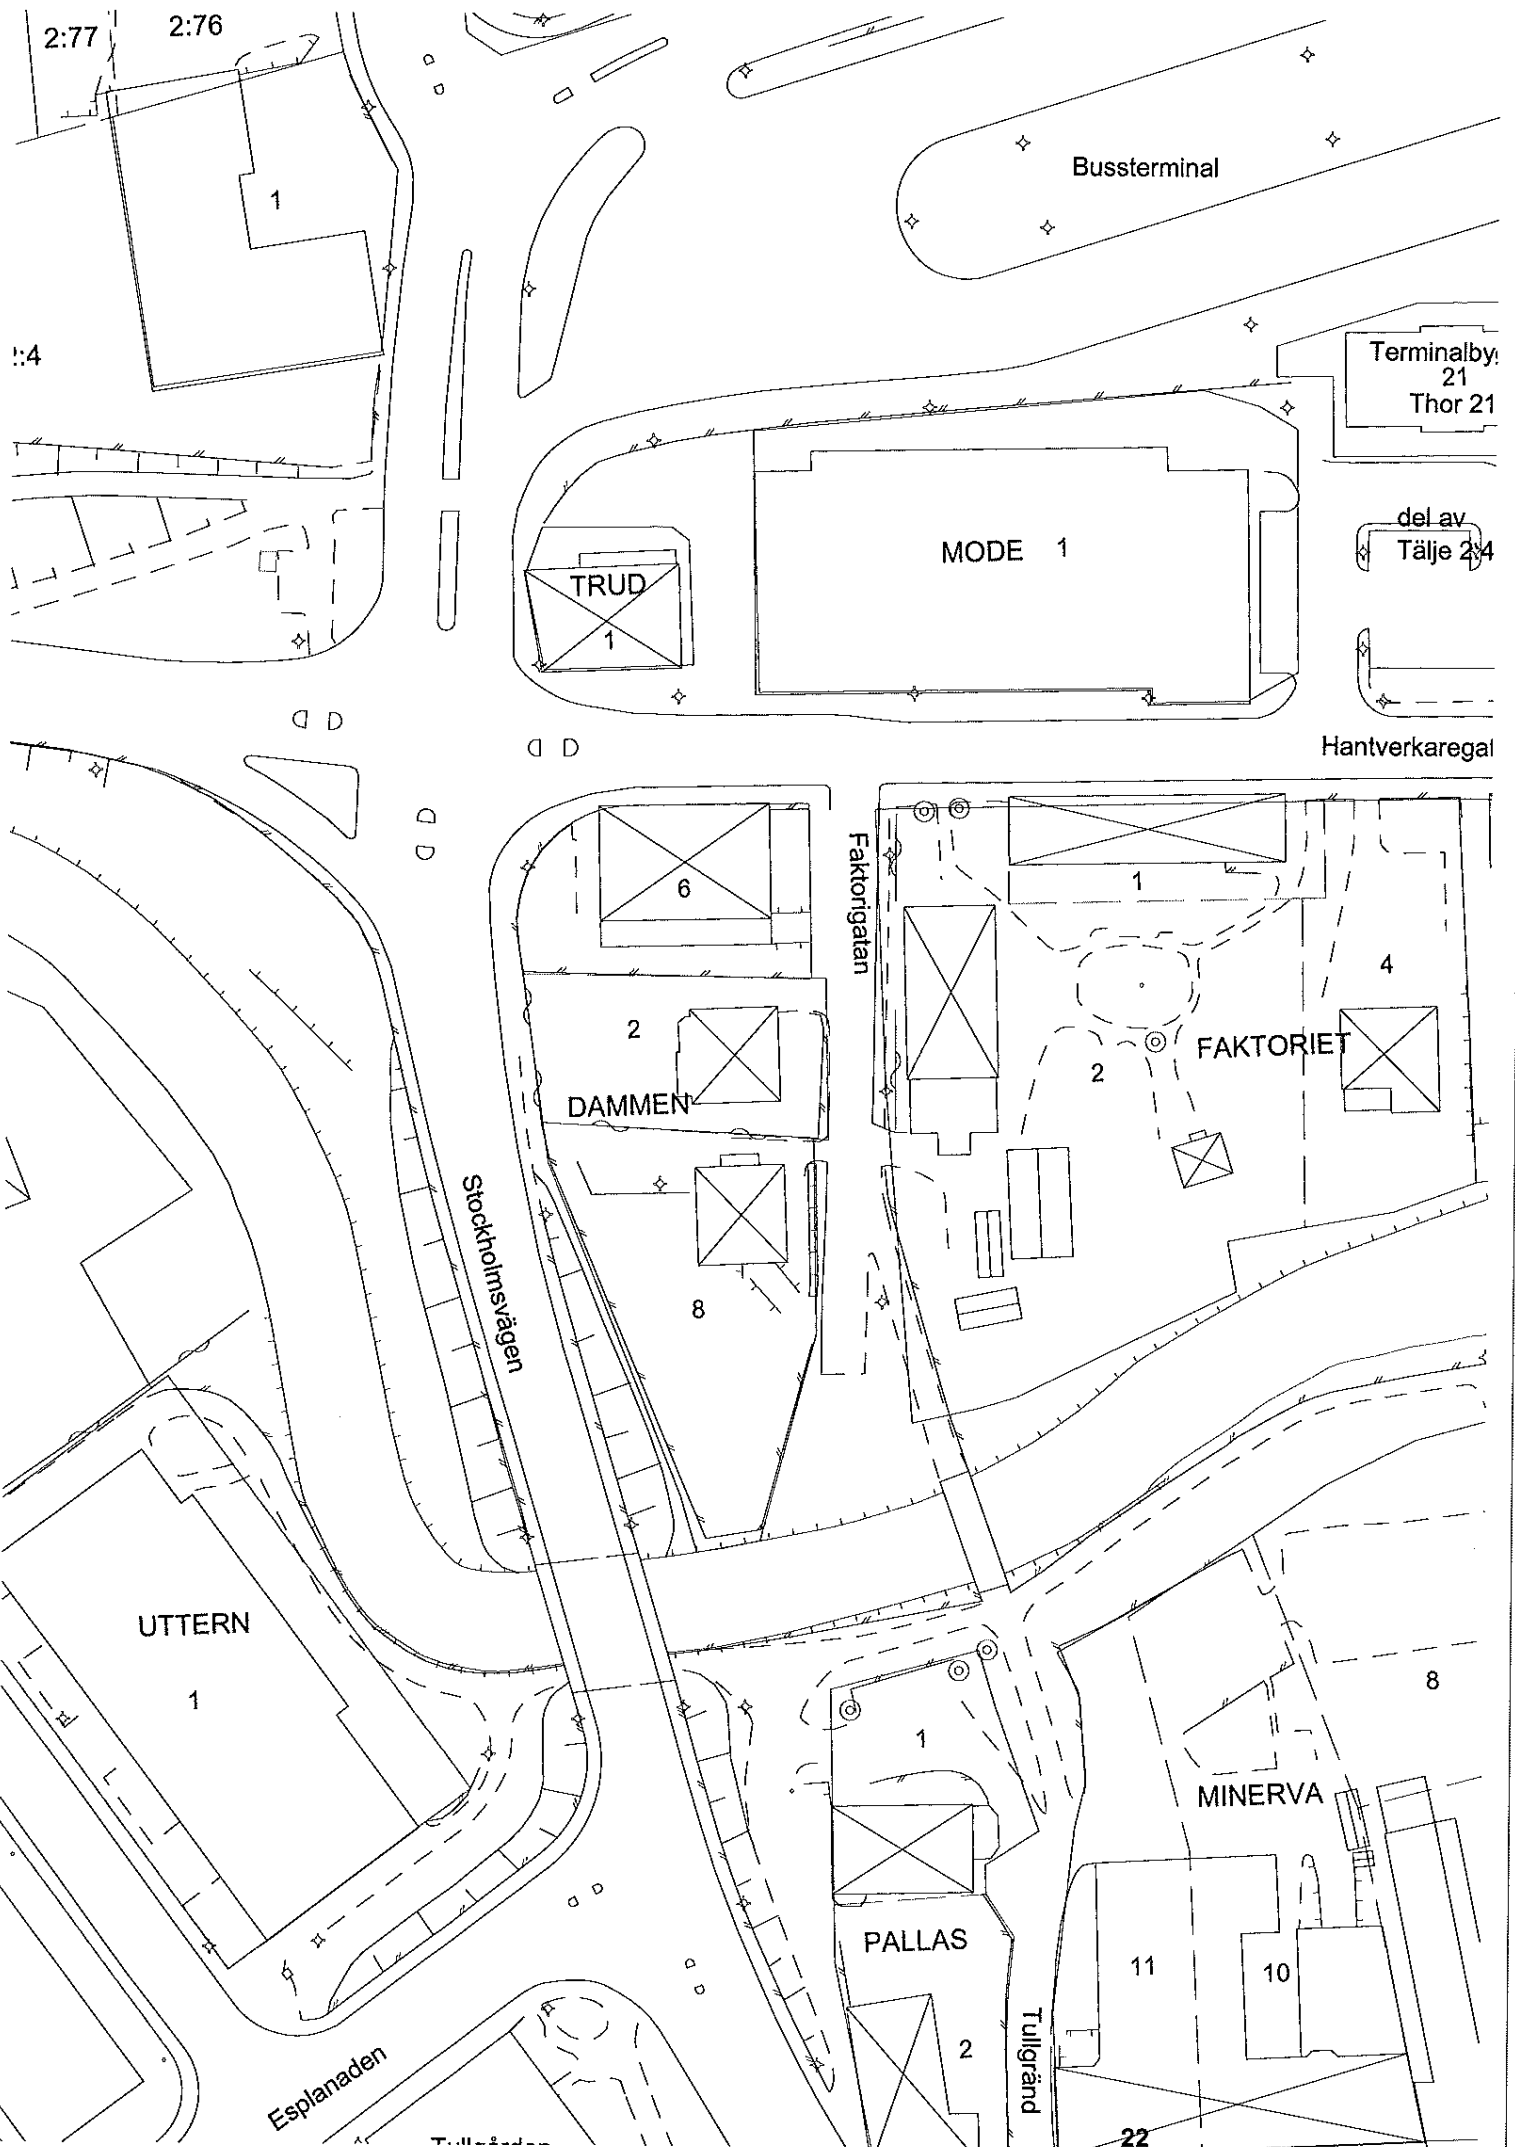 2:77
2:76
1
Bussterminal
:4
21
Thor 21
del av
Tälje 2:4
MODE 1
TRUD
1
6
Faktorigatan
1
4
2
2
FAKTORIET
DAMMEN
Stockholmsvägen
8
UTTERN
1
8
1
MINERVA
PALLAS
11
10
2
Tullgränd
Esplanaden
22